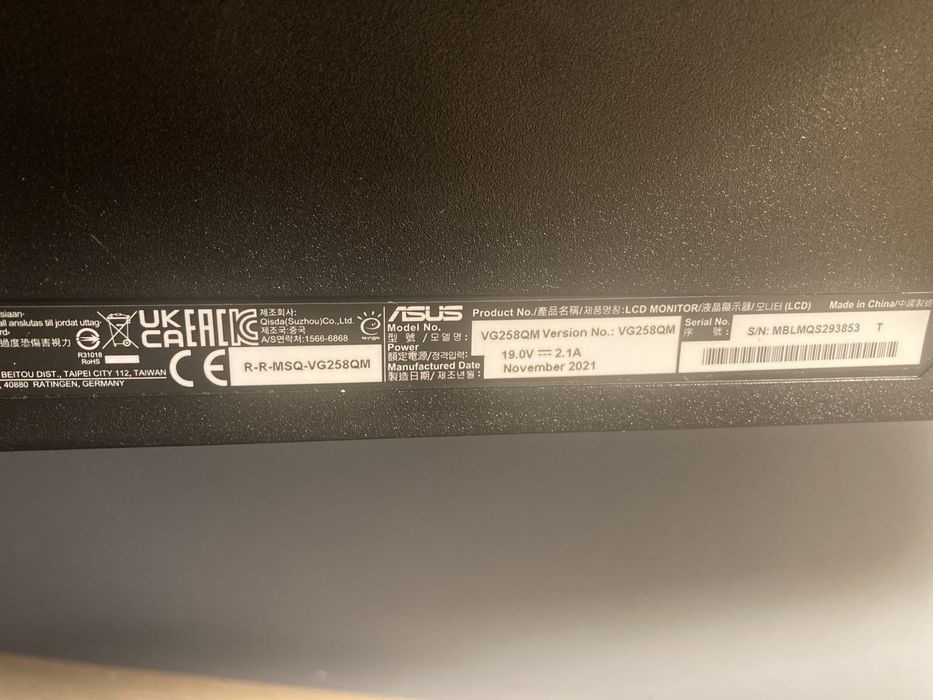 siaan·
all anslutas till jordat uttag·
rd·
過度恐傷害視力
R31018
RoHS
BEITOU DIST., TAIPEI CITY 112, TAIWAN
, 40880 RATINGEN, GERMANY
UK
CA
EAC
KC
제조회사:
Qisda(Suzhou)Co.,Ltd.
제조국:중국
A/S연락처:1566-6868
CE
R-R-MSQ-VG258QM
ASUS
Product No./產品名稱/제품명칭:LCD MONITOR/液晶顯示器/모니터(LCD)
Made in China/中國製造
Model No.
型 號 /모델명:
VG258QM Version No.: VG258QM
Power
額定電源/정격입력:
19.0V ⎓ 2.1A
Manufactured Date
製造日期/제조년월:
November 2021
Serial No.
序 號:
S/N: MBLMQS293853 T